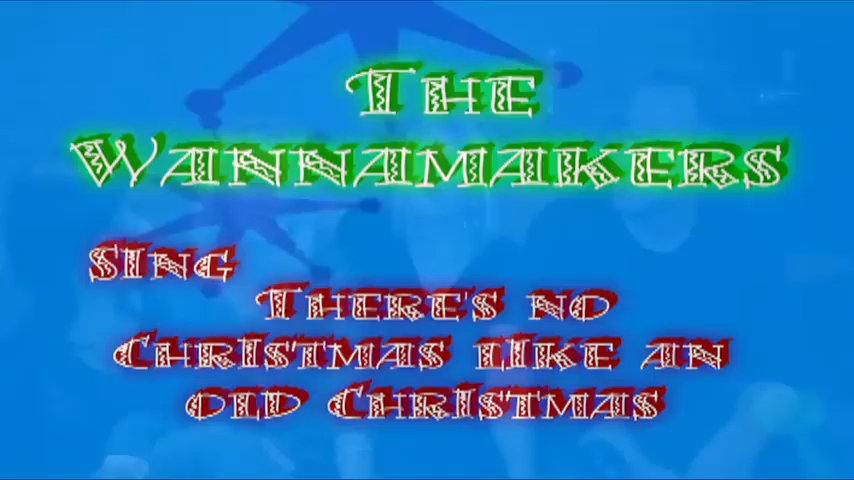 The
Wannamakers
Sing
There's no
Christmas like an
Old Christmas